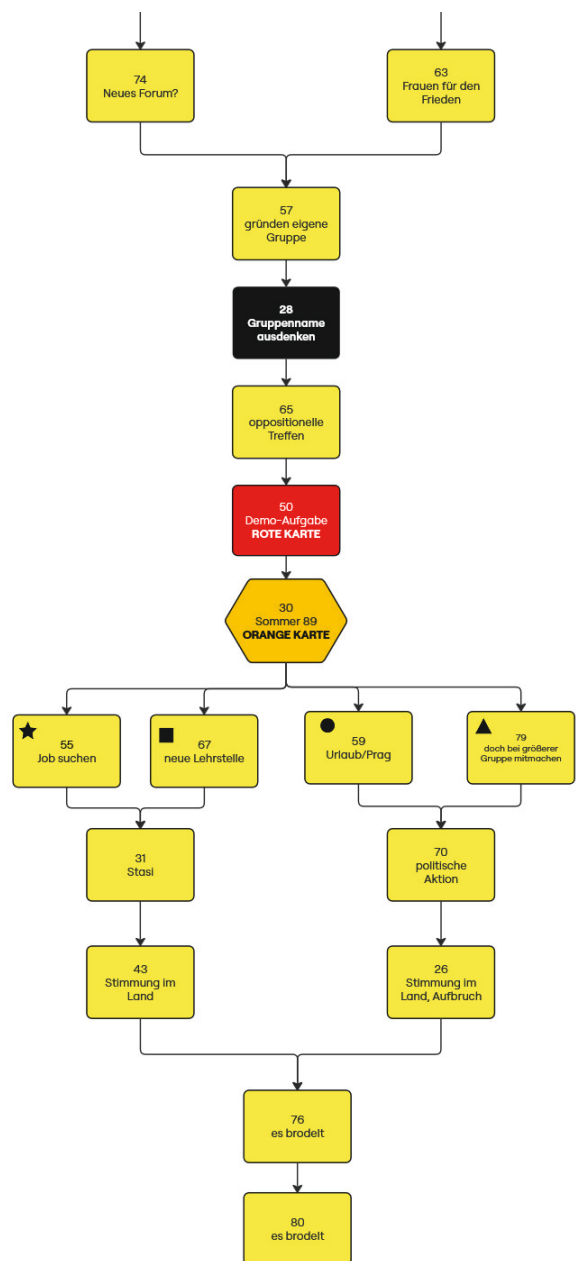 74
Neues Forum?
63
Frauen für den
Frieden
57
gründen eigene
Gruppe
28
Gruppenname
ausdenken
65
oppositionelle
Treffen
50
Demo-Aufgabe
ROTE KARTE
30
Sommer 89
ORANGE KARTE
55
Job suchen
67
neue Lehrstelle
59
Urlaub/Prag
79
doch bei größerer
Gruppe mitmachen
31
Stasi
70
politische
Aktion
43
Stimmung im
Land
26
Stimmung im
Land, Aufbruch
76
es brodelt
80
es brodelt